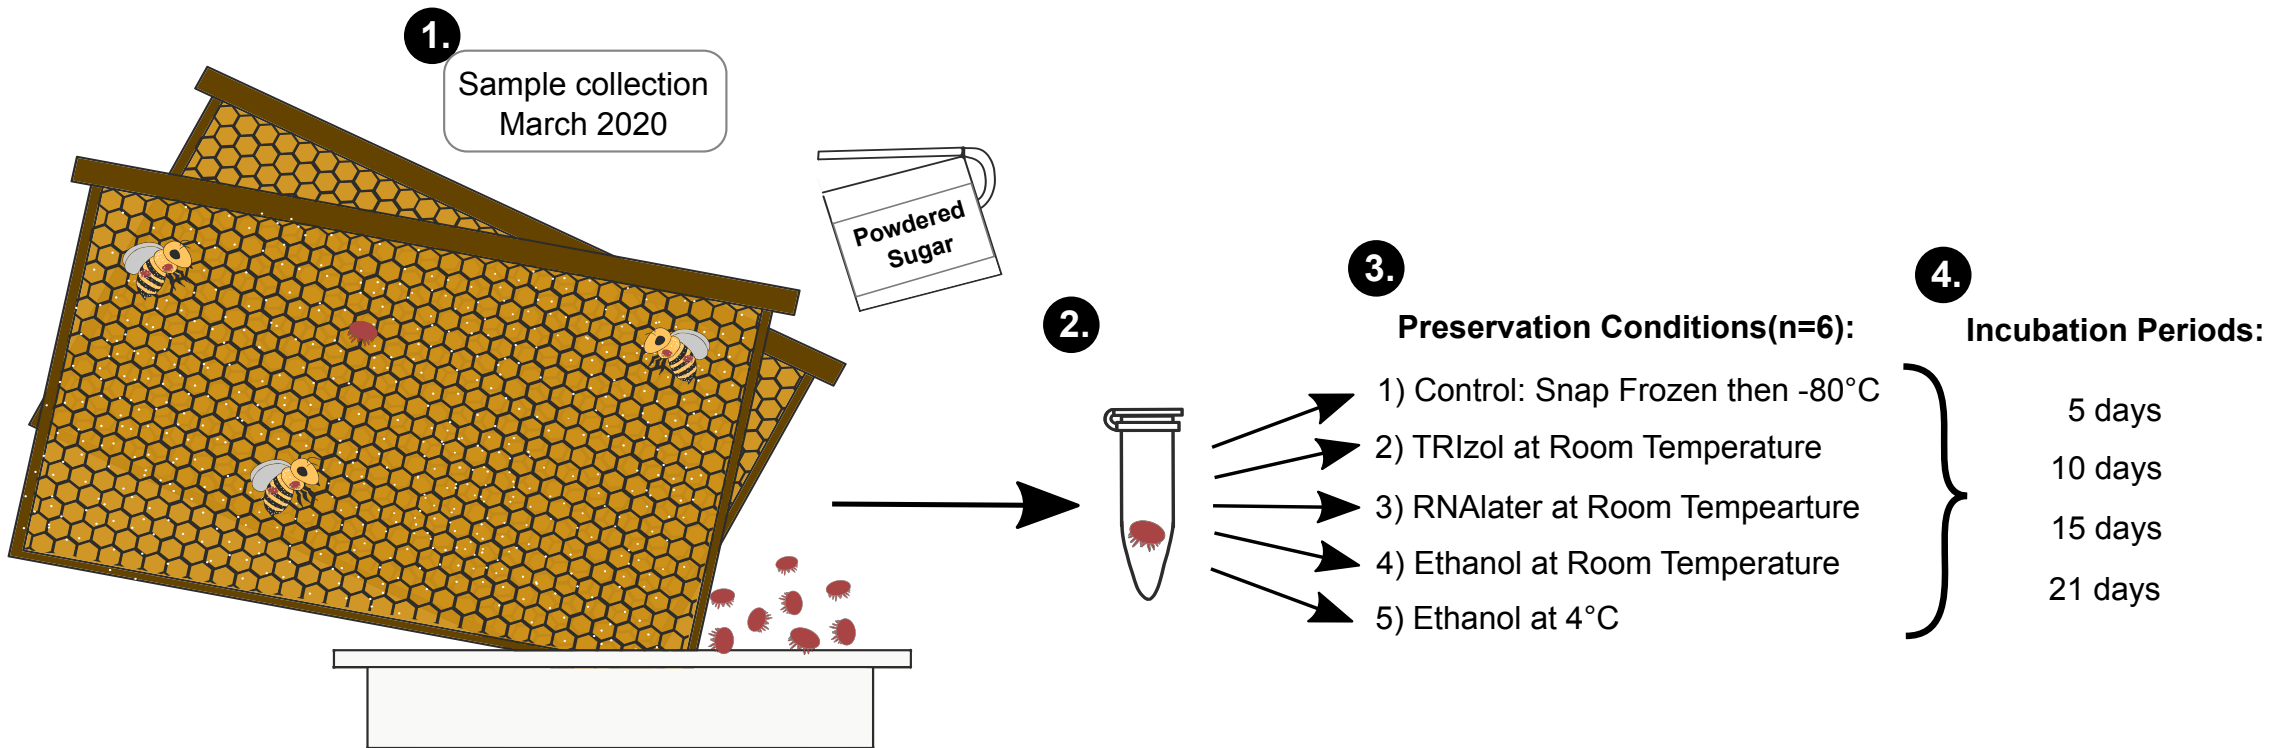 1.
Sample collection
March 2020
Powdered
Sugar
2.
3.
Preservation Conditions(n=6):
1) Control: Snap Frozen then -80°C
2) TRIzol at Room Temperature
3) RNAlater at Room Tempearture
4) Ethanol at Room Temperature
5) Ethanol at 4°C
4.
Incubation Periods:
5 days
10 days
15 days
21 days